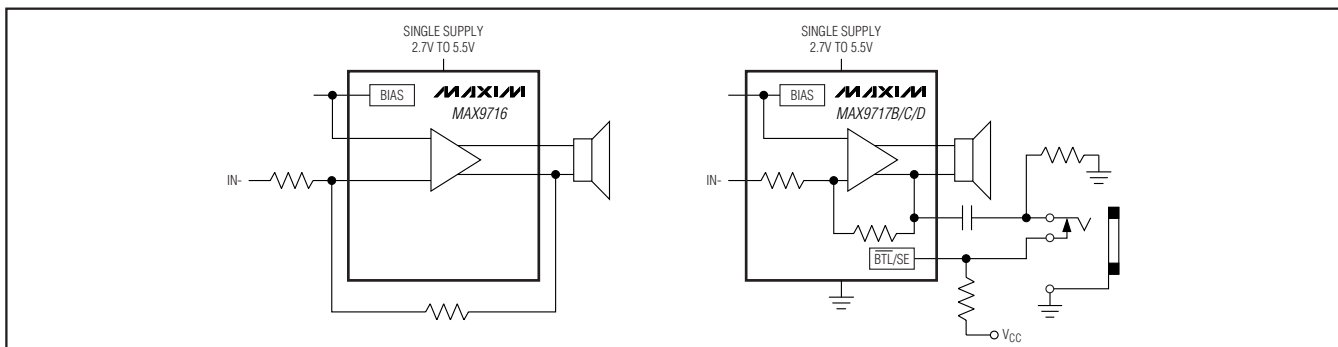 SINGLE SUPPLY
2.7V TO 5.5V
BIAS
MAXIM
MAX9716
IN-
SINGLE SUPPLY
2.7V TO 5.5V
BIAS
MAXIM
MAX9717B/C/D
IN-
BTL/SE
VCC